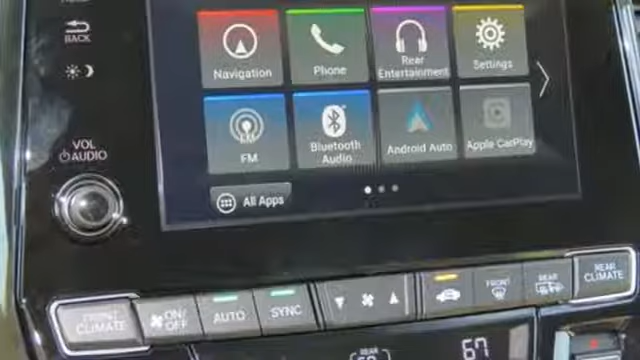 BACK
VOL
AUDIO
Navigation
Phone
Rear
Entertainment
Settings
FM
Bluetooth
Audio
Android Auto
Apple CarPlay
All Apps
FRONT
CLIMATE
ON/
OFF
AUTO
SYNC
FRONT
REAR
REAR
CLIMATE
REAR
67